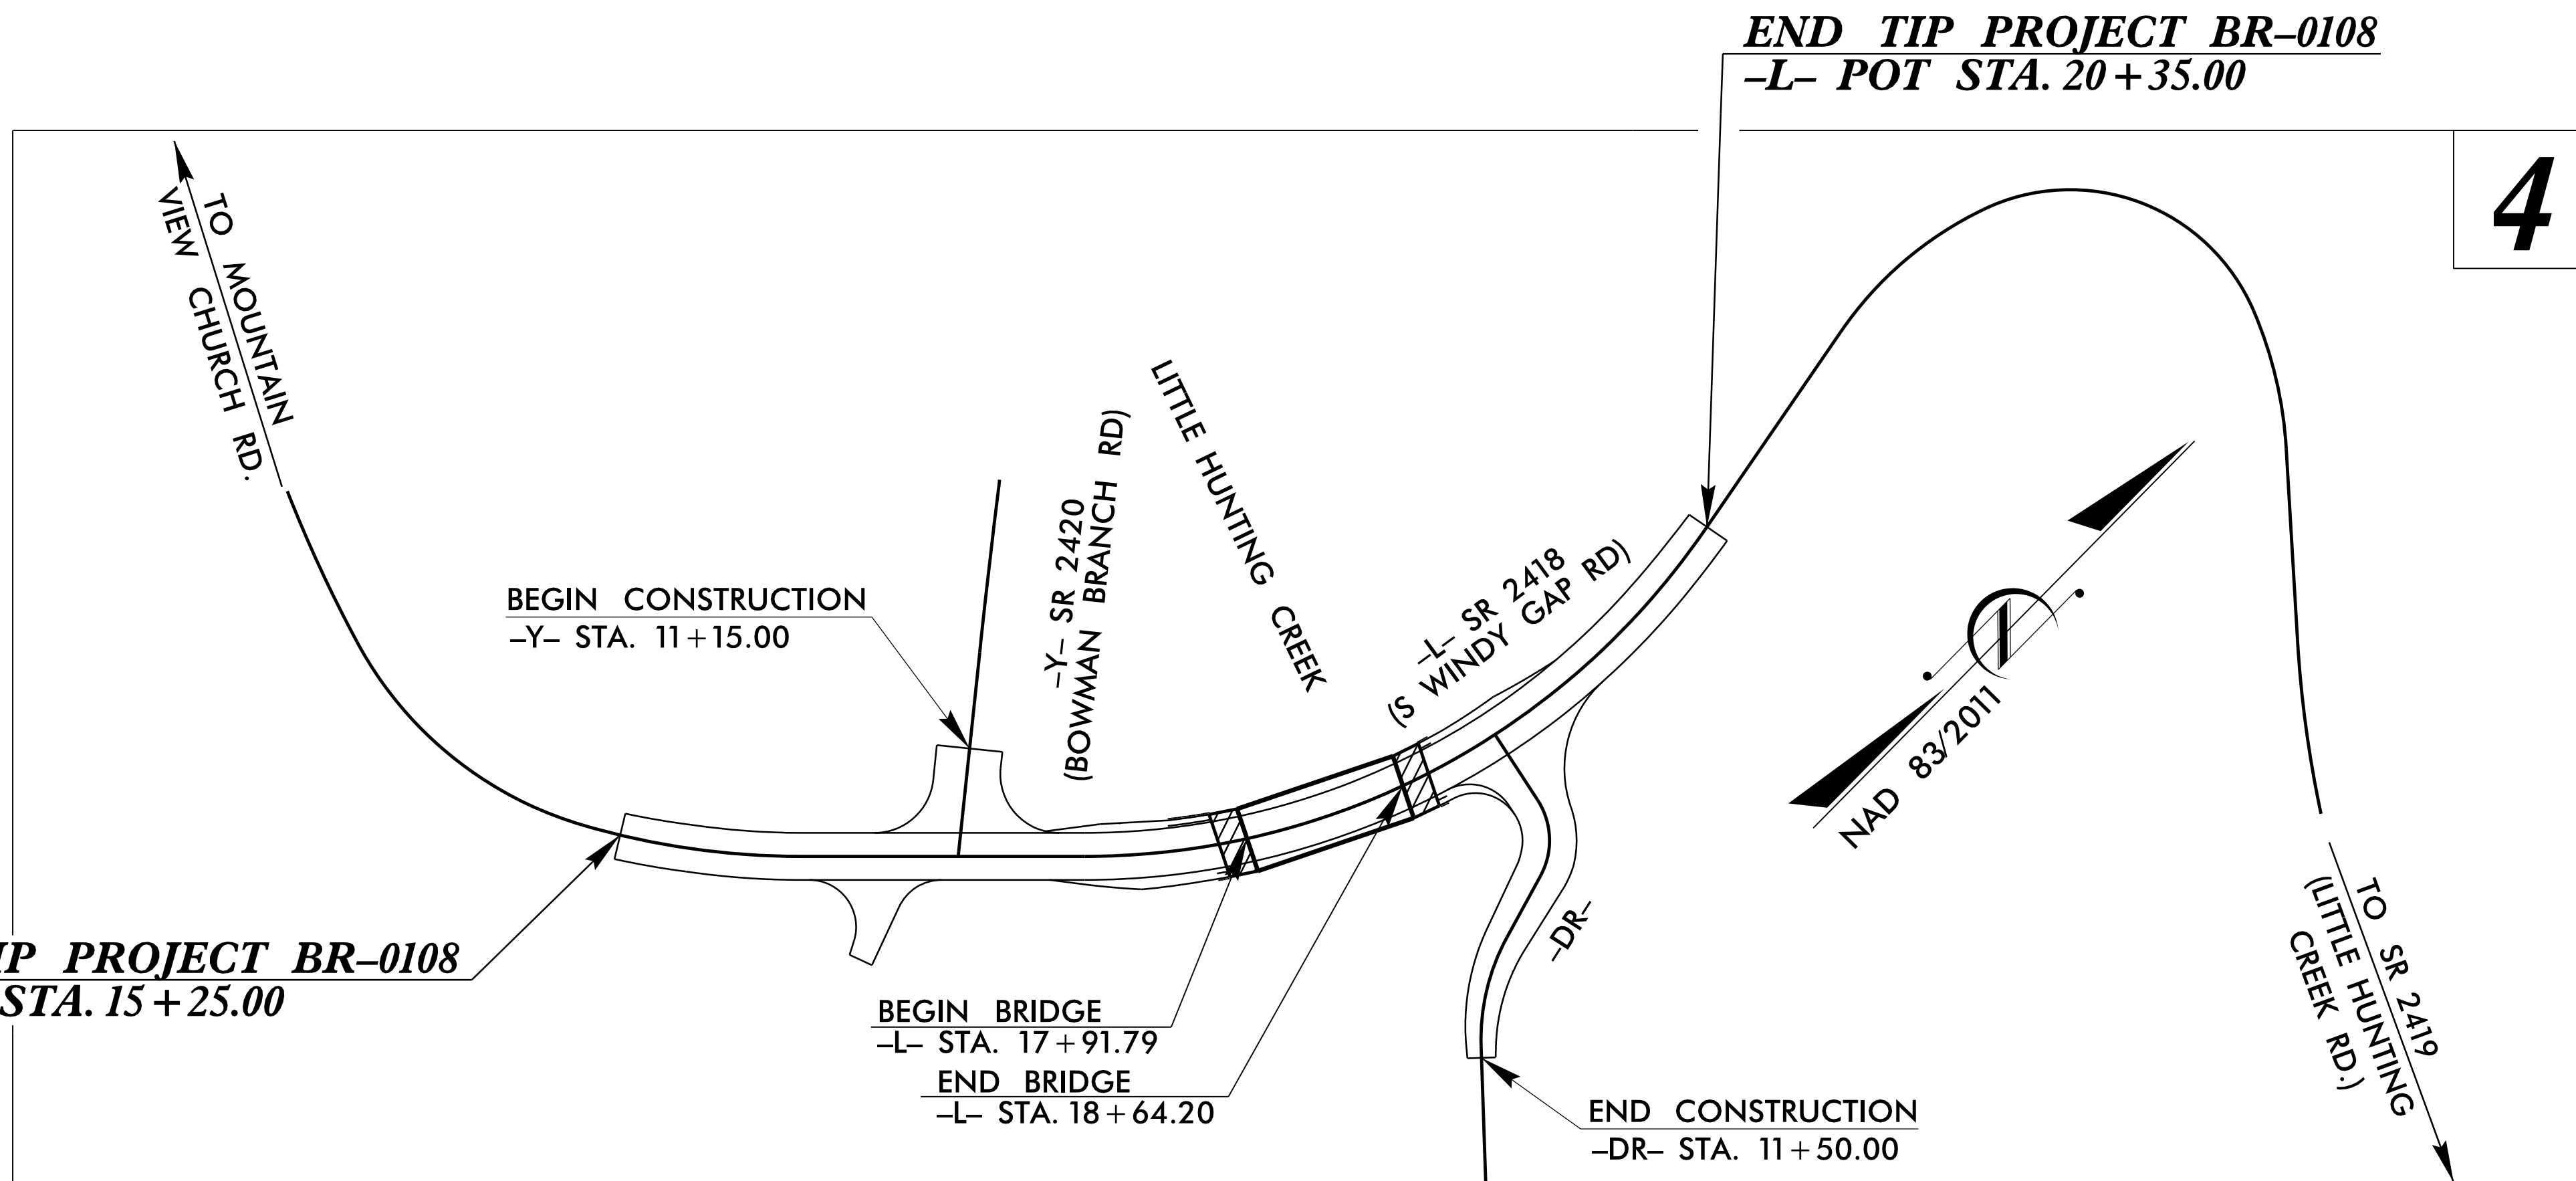 END TIP PROJECT BR–0108
–L– POT STA. 20+35.00
4
TO MOUNTAIN
VIEW CHURCH RD.
BEGIN CONSTRUCTION
–Y– STA. 11+15.00
–Y– SR 2420
(BOWMAN BRANCH RD)
LITTLE HUNTING CREEK
–L– SR 2418
(S WINDY GAP RD)
NAD 83/2011
PROJECT BR–0108
STA. 15+25.00
BEGIN BRIDGE
–L– STA. 17+91.79
END BRIDGE
–L– STA. 18+64.20
–DR–
END CONSTRUCTION
–DR– STA. 11+50.00
TO SR 2419
(LITTLE HUNTING
CREEK RD.)